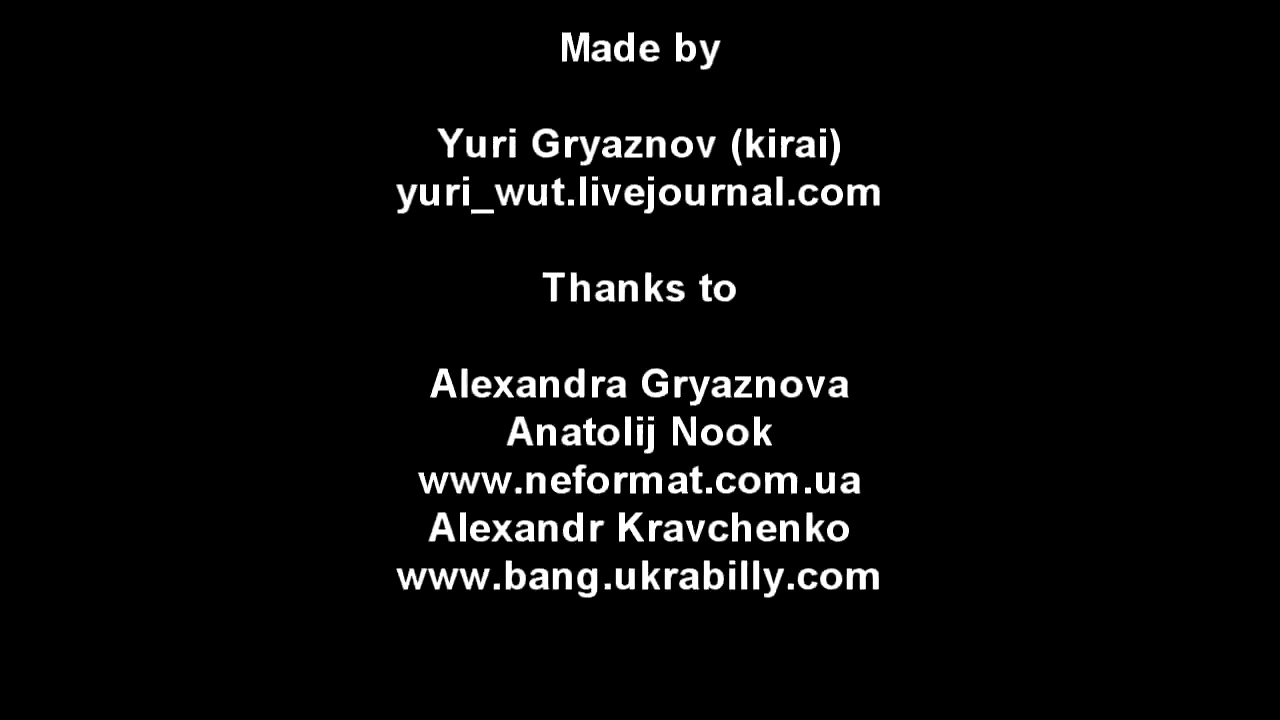 Made by
Yuri Gryaznov (kirai)
yuri_wut.livejournal.com
Thanks to
Alexandra Gryaznova
Anatolij Nook
www.neformat.com.ua
Alexandr Kravchenko
www.bang.ukrabilly.com